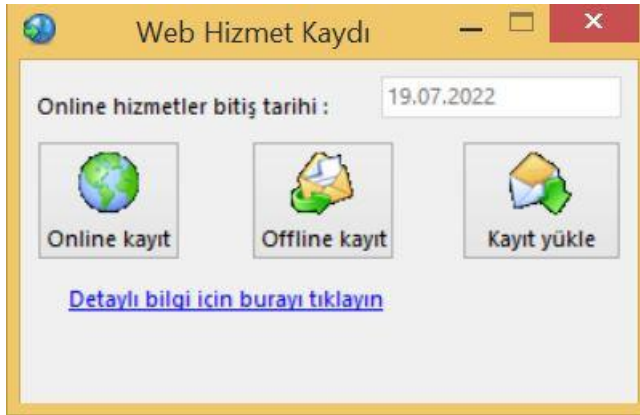 Web Hizmet Kaydı
Online hizmetler bitiş tarihi : 19.07.2022
Online kayıt Offline kayıt Kayıt yükle
Detaylı bilgi için burayı tıklayın